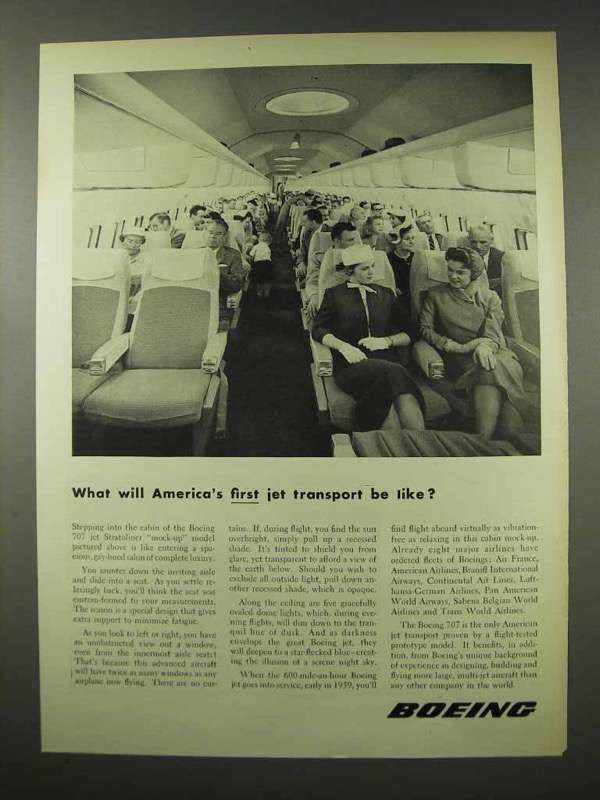 What will America's first jet transport be like?
Stepping into the cabin of the Boeing
707 jet Stratoliner "mock-up" model
pictured above is like entering a spa-
cious, gay-hued cabin of complete luxury.
You saunter down the inviting aisle
and slide into a seat. As you settle re-
laxingly back, you'll think the seat was
custom-formed to your measurements.
The reason is a special design that gives
extra support to minimize fatigue.
As you look to left or right, you have
an unobstructed view out a window,
even from the innermost aisle seats!
That's because this advanced aircraft
will have twice as many windows as any
airplane now flying. There are no cur-
tains. If, during flight, you find the sun
overbright, simply pull up a recessed
shade. It's tinted to shield you from
glare, yet transparent to afford a view of
the earth below. Should you wish to
exclude all outside light, pull down an-
other recessed shade, which is opaque.
Along the ceiling are five gracefully
ovaled dome lights, which, during eve-
ning flights, will dim down to the tran-
quil hue of dusk. And as darkness
envelops the great Boeing jet, they
will deepen to a star-flecked blue—creat-
ing the illusion of a serene night sky.
When the 600-mile-an-hour Boeing
jet goes into service, early in 1959, you'll
find flight aboard virtually as vibration-
free as relaxing in this cabin mock-up.
Already eight major airlines have
ordered fleets of Boeings: Air France,
American Airlines, Braniff International
Airways, Continental Air Lines, Luft-
hansa-German Airlines, Pan American
World Airways, Sabena Belgian World
Airlines and Trans World Airlines.
The Boeing 707 is the only American
jet transport proven by a flight-tested
prototype model. It benefits, in addi-
tion, from Boeing's unique background
of experience in designing, building and
flying more large, multi-jet aircraft than
any other company in the world.
BOEING